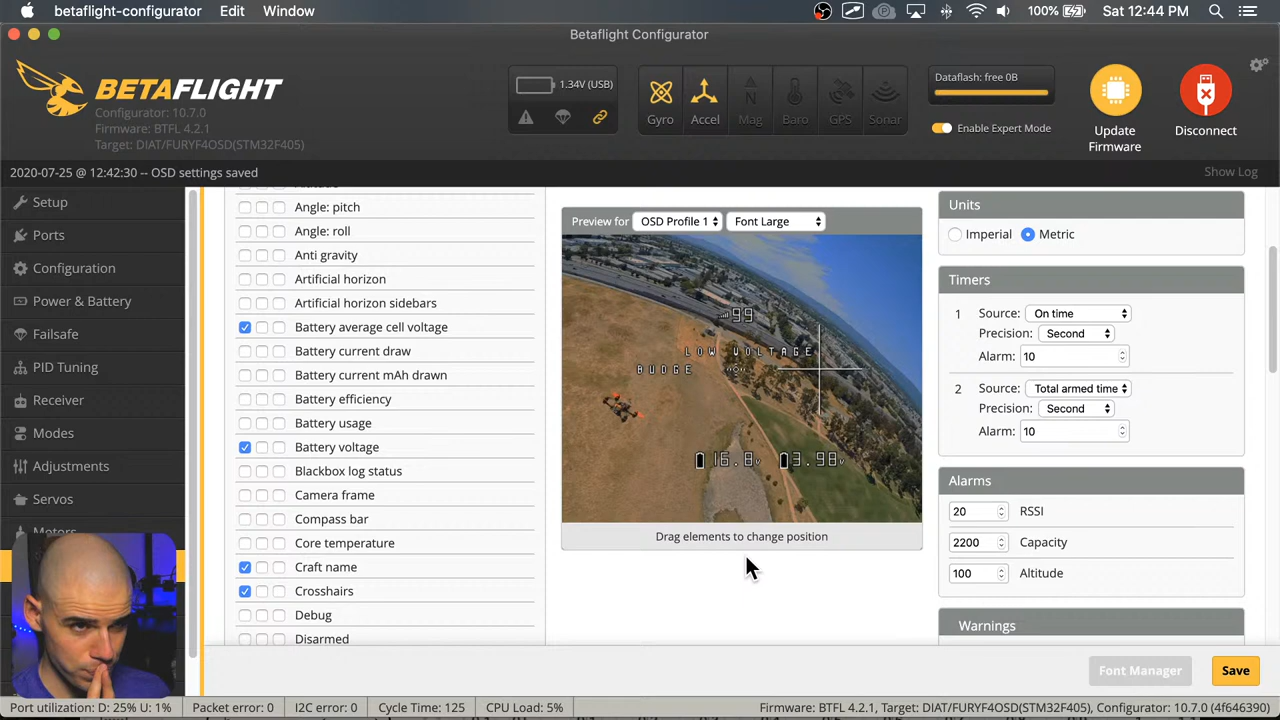 betaflight-configurator Edit Window
100% Sat 12:44 PM
Betaflight Configurator
BETAFLIGHT
Configurator: 10.7.0
Firmware: BTFL 4.2.1
Target: DIAT/FURYF4OSD(STM32F405)
1.34V (USB)
Gyro Accel Mag Baro GPS Sonar
Dataflash: free 0B
Enable Expert Mode
Update Firmware
Disconnect
2020-07-25 @ 12:42:30 -- OSD settings saved
Show Log
Setup
Ports
Configuration
Power & Battery
Failsafe
PID Tuning
Receiver
Modes
Adjustments
Servos
Motors
Angle: pitch
Angle: roll
Anti gravity
Artificial horizon
Artificial horizon sidebars
Battery average cell voltage
Battery current draw
Battery current mAh drawn
Battery efficiency
Battery usage
Battery voltage
Blackbox log status
Camera frame
Compass bar
Core temperature
Craft name
Crosshairs
Debug
Disarmed
Preview for OSD Profile 1 Font Large
99
LOW VOLTAGE
BUDGE
16.8V 3.98V
Drag elements to change position
Units
Imperial Metric
Timers
1 Source: On time
Precision: Second
Alarm: 10
2 Source: Total armed time
Precision: Second
Alarm: 10
Alarms
20 RSSI
2200 Capacity
100 Altitude
Warnings
Font Manager
Save
Port utilization: D: 25% U: 1% Packet error: 0 I2C error: 0 Cycle Time: 125 CPU Load: 5% Firmware: BTFL 4.2.1, Target: DIAT/FURYF4OSD(STM32F405), Configurator: 10.7.0 (4f646390)